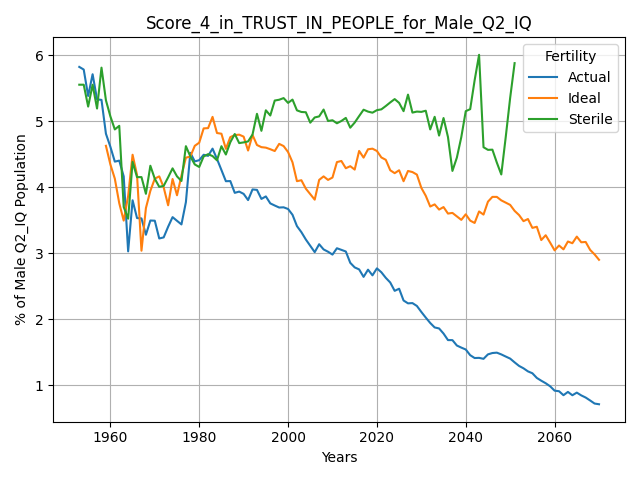 Score_4_in_TRUST_IN_PEOPLE_for_Male_Q2_IQ
Fertility
Actual
Ideal
Sterile
% of Male Q2_IQ Population
6
5
4
3
2
1
1960
1980
2000
2020
2040
2060
Years